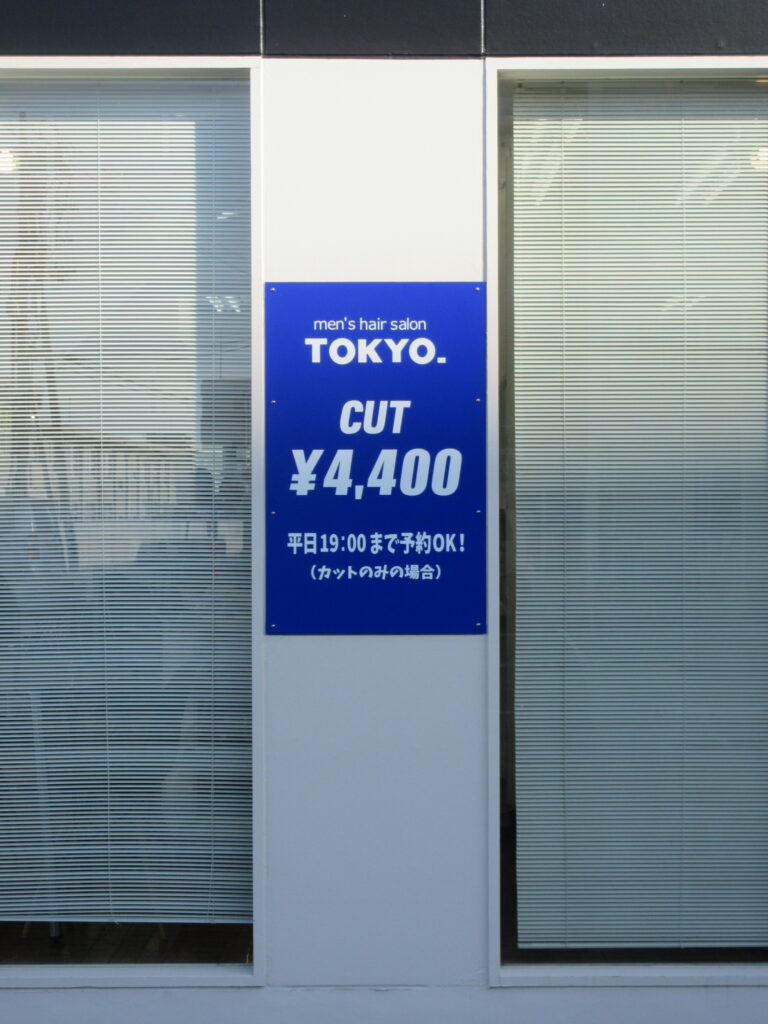 men's hair salon
TOKYO.
CUT
¥4,400
平日19:00まで予約OK!
(カットのみの場合)